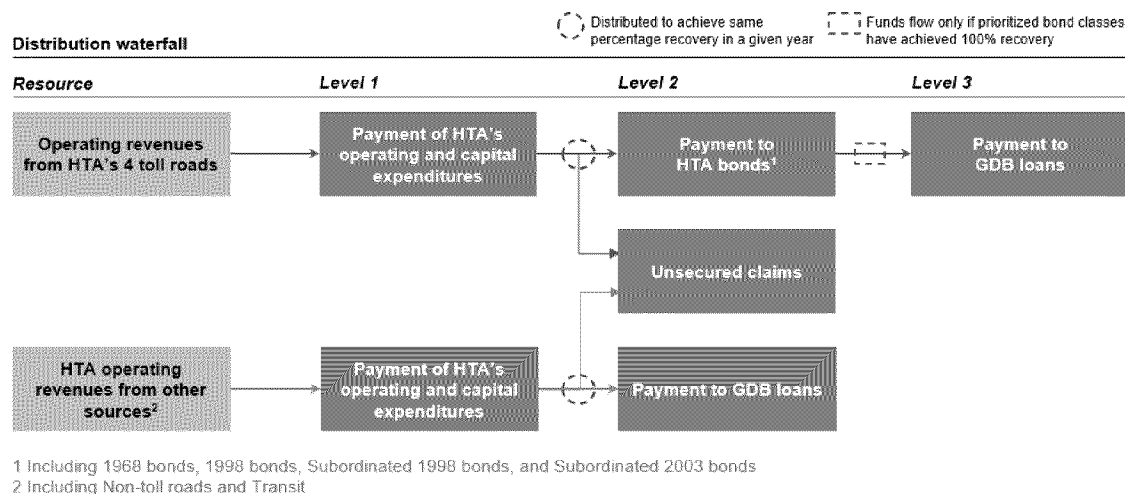 Distributed to achieve same
percentage recovery in a given year
Funds flow only if prioritized bond classes
have achieved 100% recovery
Distribution waterfall
Resource
Level 1
Level 2
Level 3
Operating revenues
from HTA's 4 toll roads
Payment of HTA's
operating and capital
expenditures
Payment to
HTA bonds¹
Payment to
GDB loans
Unsecured claims
HTA operating
revenues from other
sources²
Payment of HTA's
operating and capital
expenditures
Payment to GDB loans
1 Including 1968 bonds, 1998 bonds, Subordinated 1998 bonds, and Subordinated 2003 bonds
2 Including Non-toll roads and Transit